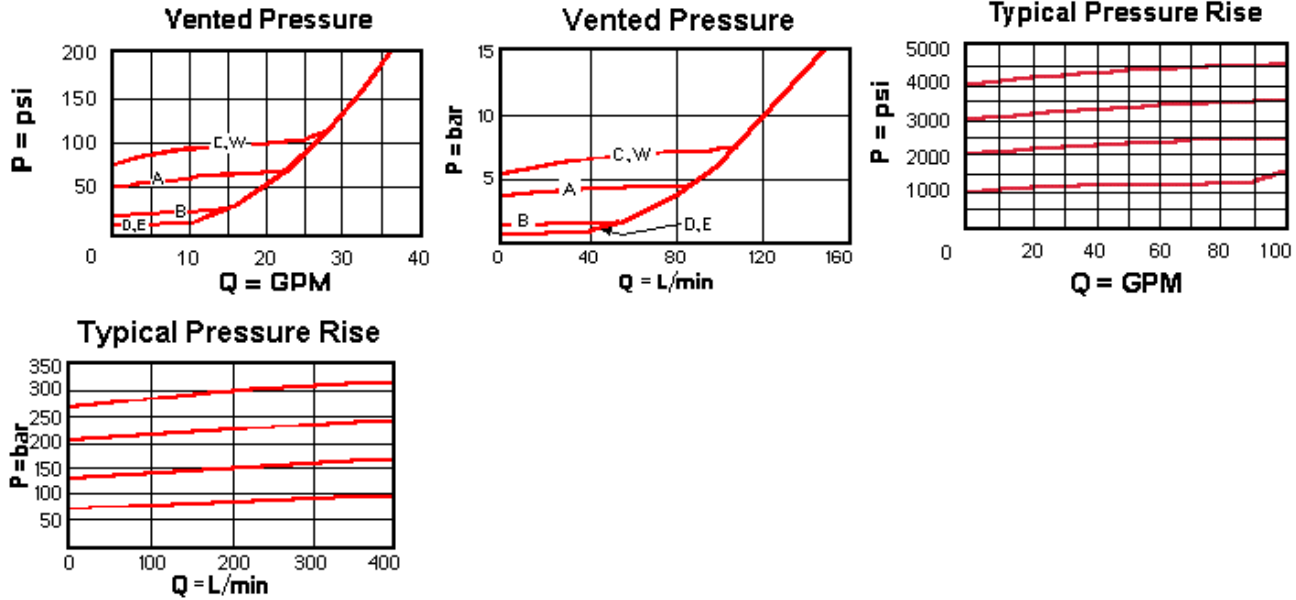 Vented Pressure
200
150
100
50
0
10
20
30
40
P = psi
Q = GPM
C,W
A
B
D,E
Vented Pressure
15
10
5
0
40
80
120
160
P = bar
Q = L/min
C,W
A
B
D,E
Typical Pressure Rise
5000
4000
3000
2000
1000
0
20
40
60
80
100
P = psi
Q = GPM
Typical Pressure Rise
350
300
250
200
150
100
50
0
100
200
300
400
P=bar
Q = L/min